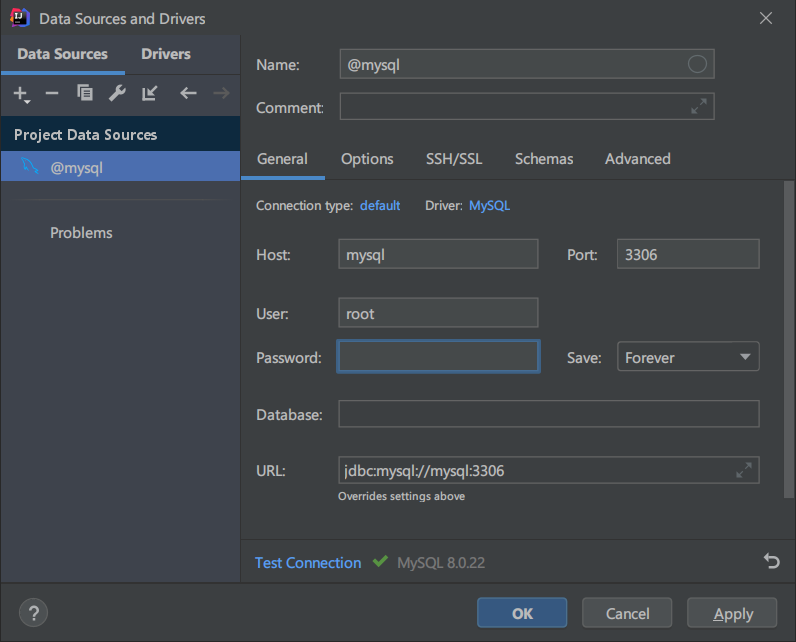 Data Sources and Drivers
Data Sources Drivers
Project Data Sources
@mysql
Problems
Name: @mysql
Comment:
General Options SSH/SSL Schemas Advanced
Connection type: default Driver: MySQL
Host: mysql Port: 3306
User: root
Password: Save: Forever
Database:
URL: jdbc:mysql://mysql:3306
Overrides settings above
Test Connection MySQL 8.0.22
? OK Cancel Apply